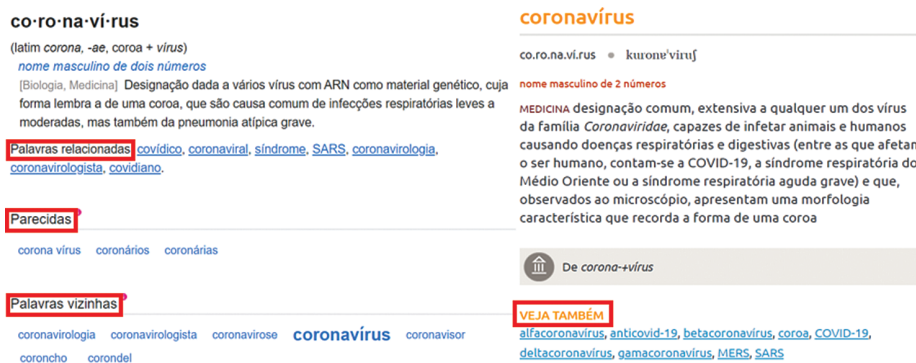 co·ro·na·ví·rus
(latim corona, -ae, coroa + vírus)
nome masculino de dois números
[Biologia, Medicina] Designação dada a vários vírus com ARN como material genético, cuja
forma lembra a de uma coroa, que são causa comum de infecções respiratórias leves a
moderadas, mas também da pneumonia atípica grave.
Palavras relacionadas: covídico, coronaviral, síndrome, SARS, coronavirologia,
coronavirologista, covidiano.
Parecidas
corona vírus coronários coronárias
Palavras vizinhas
coronavirologia coronavirologista coronavirose coronavírus coronavisor
coroncho corondel
coronavírus
co.ro.na.ví.rus kuronɐˈviruʃ
nome masculino de 2 números
MEDICINA designação comum, extensiva a qualquer um dos vírus
da família Coronaviridae, capazes de infetar animais e humanos
causando doenças respiratórias e digestivas (entre as que afetam
o ser humano, contam-se a COVID-19, a síndrome respiratória do
Médio Oriente ou a síndrome respiratória aguda grave) e que,
observados ao microscópio, apresentam uma morfologia
característica que recorda a forma de uma coroa
De corona-+vírus
VEJA TAMBÉM
alfacoronavírus, anticovid-19, betacoronavírus, coroa, COVID-19,
deltacoronavírus, gamacoronavírus, MERS, SARS